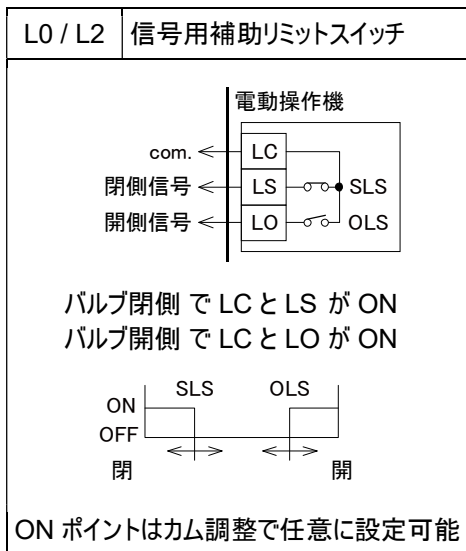 L0 / L2 信号用補助リミットスイッチ
電動操作機
com. LC
閉側信号 LS SLS
開側信号 LO OLS
バルブ閉側 で LC と LS が ON
バルブ開側 で LC と LO が ON
SLS OLS
ON
OFF
閉 開
ON ポイントはカム調整で任意に設定可能